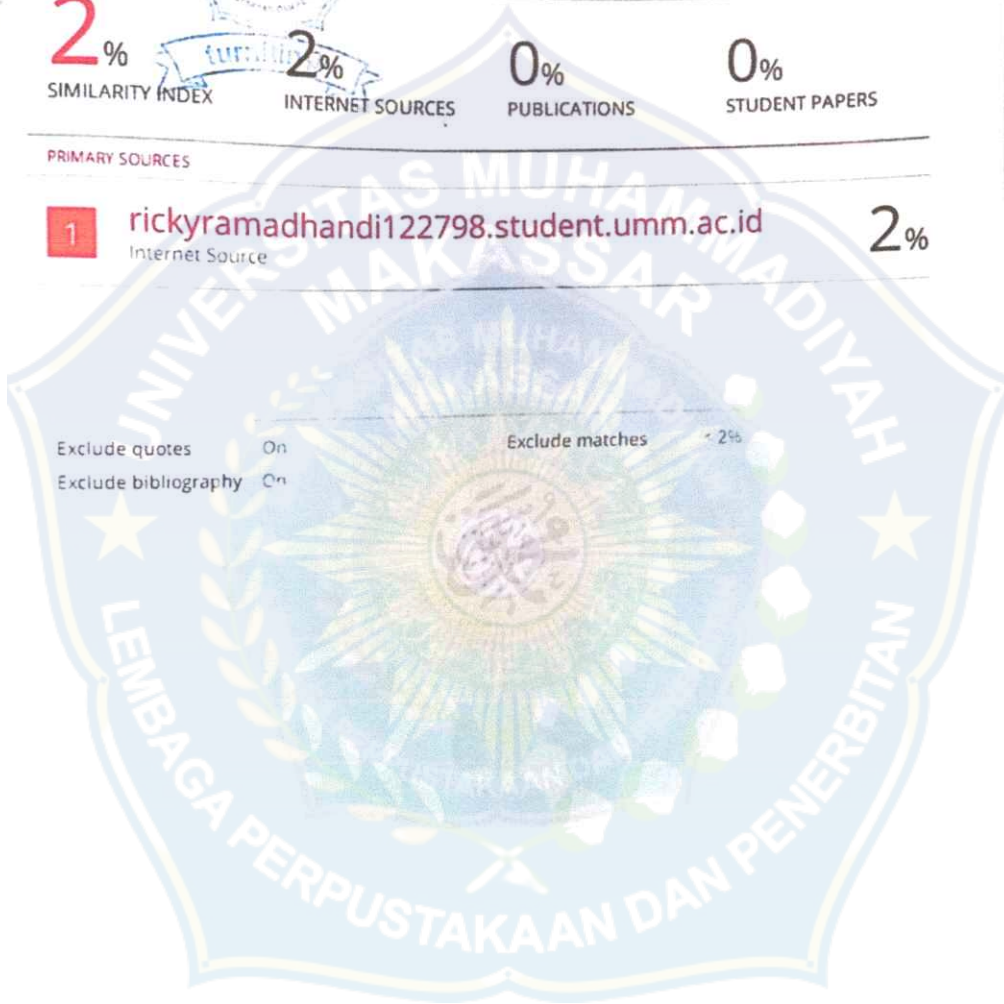 2%
SIMILARITY INDEX
turnitin
2%
INTERNET SOURCES
0%
PUBLICATIONS
0%
STUDENT PAPERS
PRIMARY SOURCES
1
rickyramadhandi122798.student.umm.ac.id
Internet Source
2%
Exclude quotes On
Exclude bibliography On
Exclude matches < 2%
UNIVERSITAS MUHAMMADIYAH
MAKASSAR
LEMBAGA PERPUSTAKAAN DAN PENERBITAN